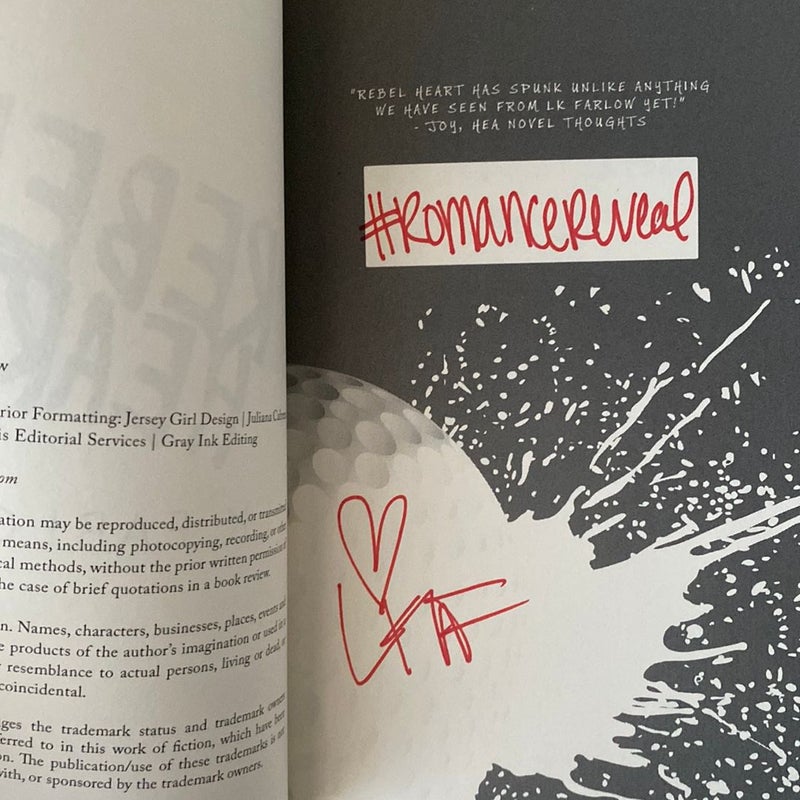 rior Formatting: Jersey Girl Design | Juliana
is Editorial Services | Gray Ink Editing
om
ation may be reproduced, distributed, or
means, including photocopying, recording, or
cal methods, without the prior written
he case of brief quotations in a book review.
n. Names, characters, businesses, places, events
e products of the author's imagination or used
resemblance to actual persons, living or dead,
coincidental.
ges the trademark status and trademark owners
erred to in this work of fiction, which have
on. The publication/use of these trademarks is
with, or sponsored by the trademark owners.
"REBEL HEART HAS SPUNK UNLIKE ANYTHING
WE HAVE SEEN FROM LK FARLOW YET!"
- JOY, HEA NOVEL THOUGHTS
#RomanceReveal